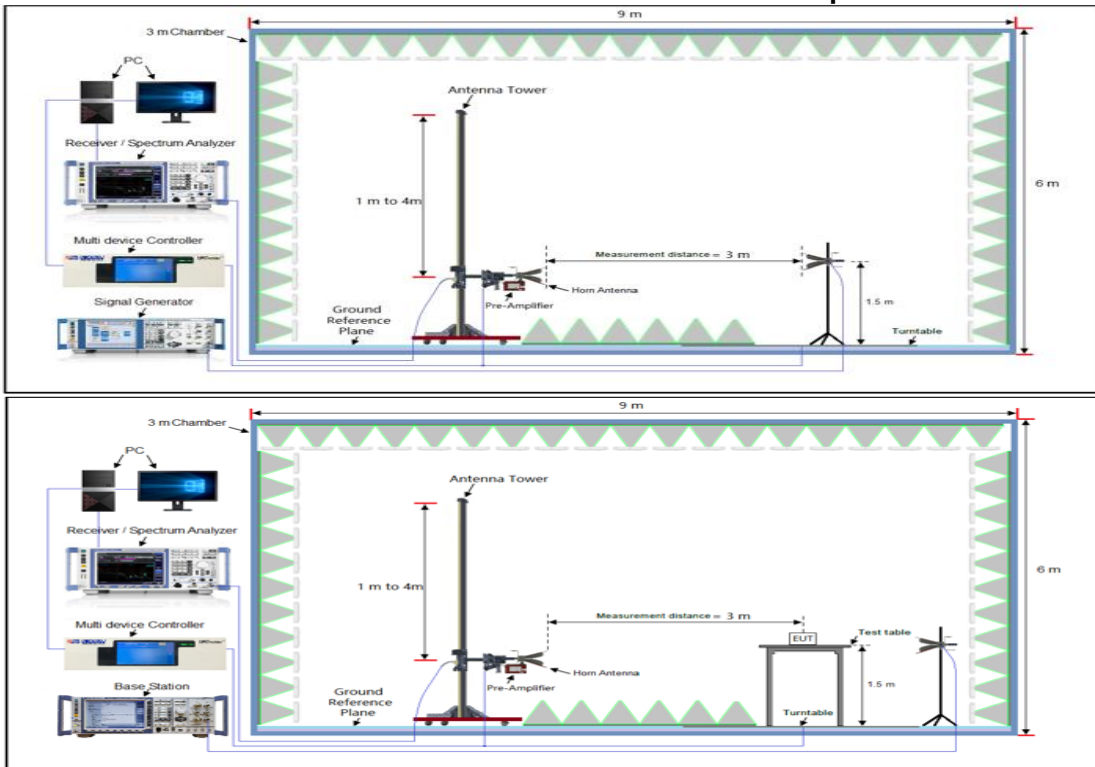 9 m
3 m Chamber
PC
Antenna Tower
Receiver / Spectrum Analyzer
6 m
1 m to 4m
Multi device Controller
Measurement distance = 3 m
Signal Generator
Horn Antenna
Pre-Amplifier
1.5 m
Ground
Reference
Plane
Turntable
9 m
3 m Chamber
PC
Antenna Tower
Receiver / Spectrum Analyzer
6 m
1 m to 4m
Measurement distance = 3 m
Multi device Controller
EUT
Test table
Horn Antenna
Base Station
Pre-Amplifier
1.5 m
Ground
Reference
Plane
Turntable